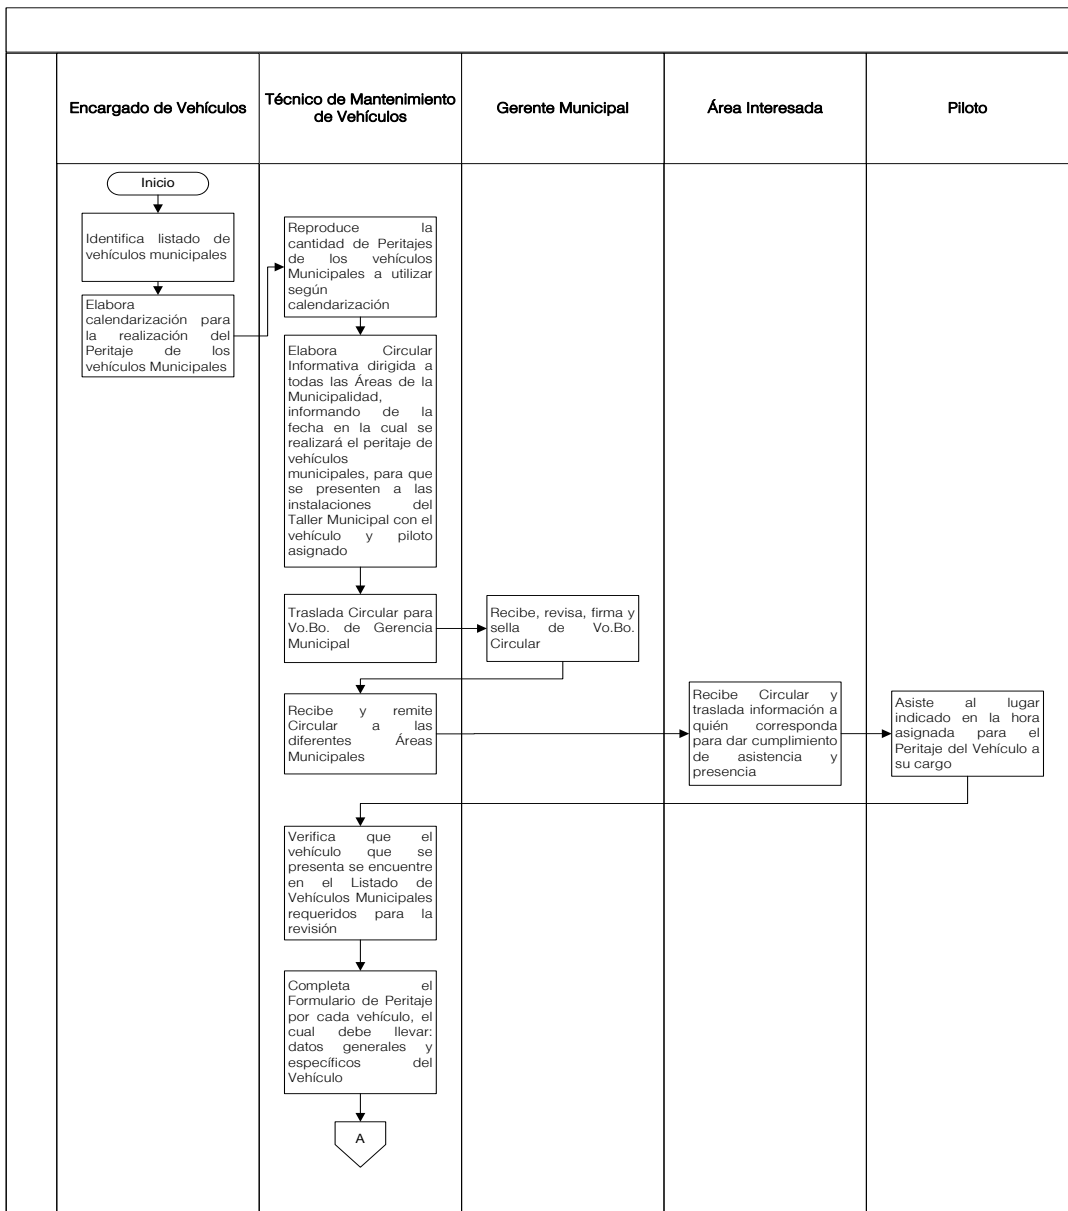 Encargado de Vehículos
Técnico de Mantenimiento
de Vehículos
Gerente Municipal
Área Interesada
Piloto
Inicio
Identifica listado de
vehículos municipales
Elabora
calendarización para
la realización del
Peritaje de los
vehículos Municipales
Reproduce la
cantidad de Peritajes
de los vehículos
Municipales a utilizar
según
calendarización
Elabora Circular
Informativa dirigida a
todas las Áreas de la
Municipalidad,
informando de la
fecha en la cual se
realizará el peritaje de
vehículos
municipales, para que
se presenten a las
instalaciones del
Taller Municipal con el
vehículo y piloto
asignado
Traslada Circular para
Vo.Bo. de Gerencia
Municipal
Recibe, revisa, firma y
sella de Vo.Bo.
Circular
Recibe y remite
Circular a las
diferentes Áreas
Municipales
Recibe Circular y
traslada información a
quién corresponda
para dar cumplimiento
de asistencia y
presencia
Asiste al lugar
indicado en la hora
asignada para el
Peritaje del Vehículo a
su cargo
Verifica que el
vehículo que se
presenta se encuentre
en el Listado de
Vehículos Municipales
requeridos para la
revisión
Completa el
Formulario de Peritaje
por cada vehículo, el
cual debe llevar:
datos generales y
específicos del
Vehículo
A